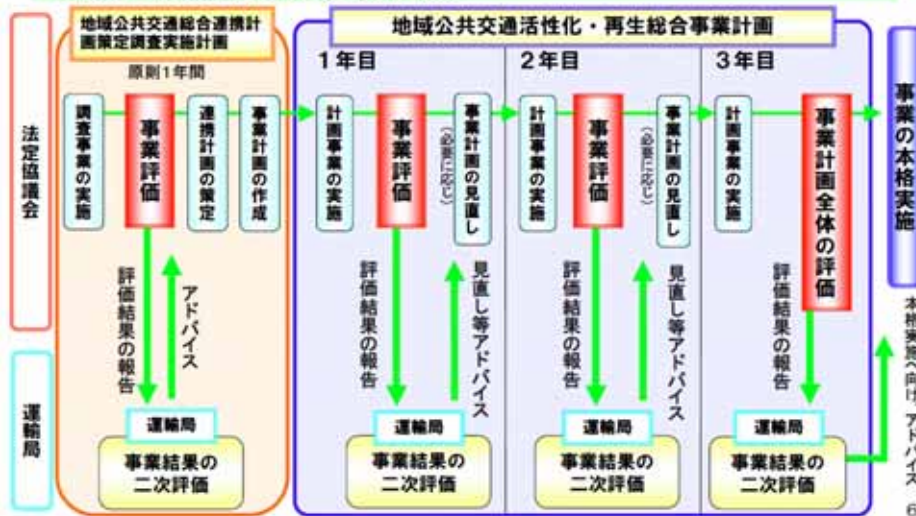 地域公共交通総合連携計
画策定調査実施計画
原則1年間
地域公共交通活性化・再生総合事業計画
1年目
2年目
3年目
法定協議会
調査事業の実施
事業評価
連携計画の策定
事業計画の作成
計画事業の実施
事業評価
事業計画の見直し
(必要に応じ)
計画事業の実施
事業評価
事業計画の見直し
(必要に応じ)
計画事業の実施
事業計画全体の評価
事業の本格実施
評価結果の報告
アドバイス
評価結果の報告
見直し等アドバイス
評価結果の報告
見直し等アドバイス
評価結果の報告
本格実施へ向け、アドバイス
運輸局
運輸局
事業結果の
二次評価
運輸局
事業結果の
二次評価
運輸局
事業結果の
二次評価
運輸局
事業結果の
二次評価
6